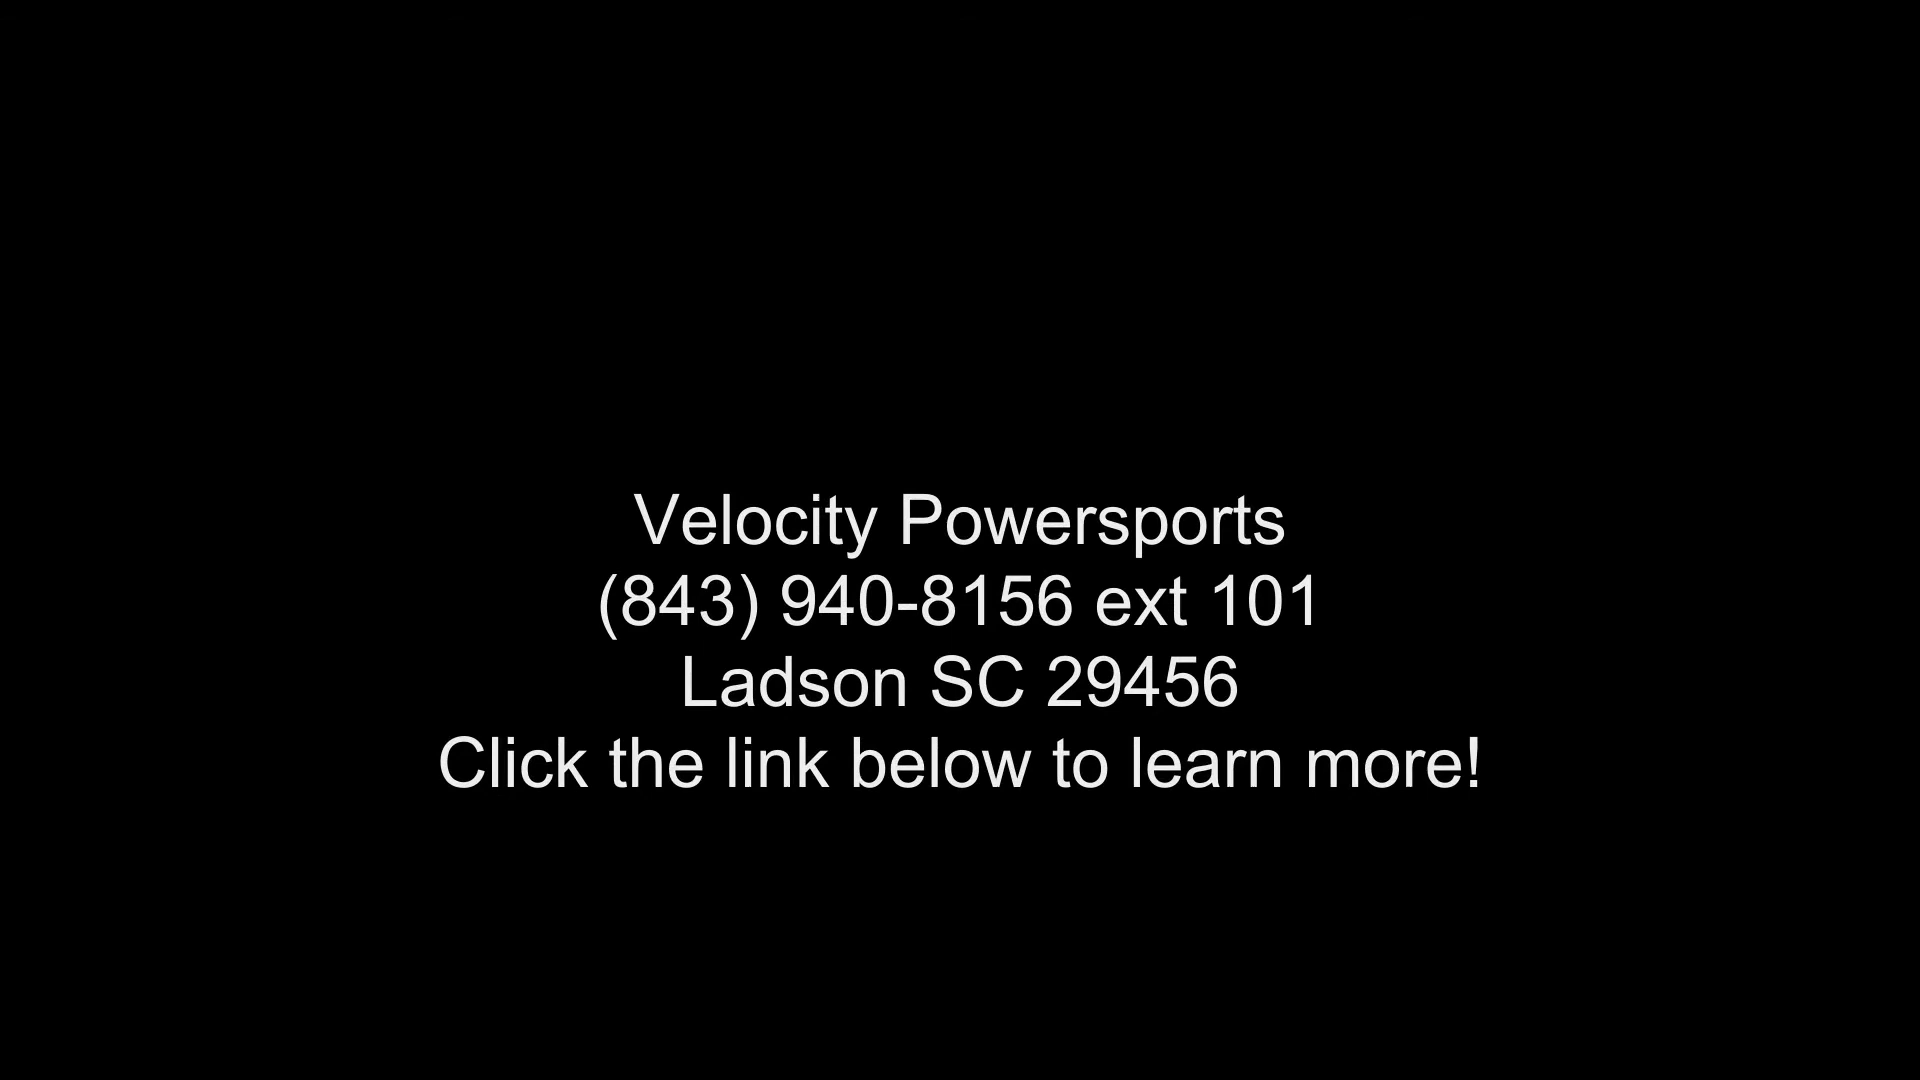 Velocity Powersports
(843) 940-8156 ext 101
Ladson SC 29456
Click the link below to learn more!